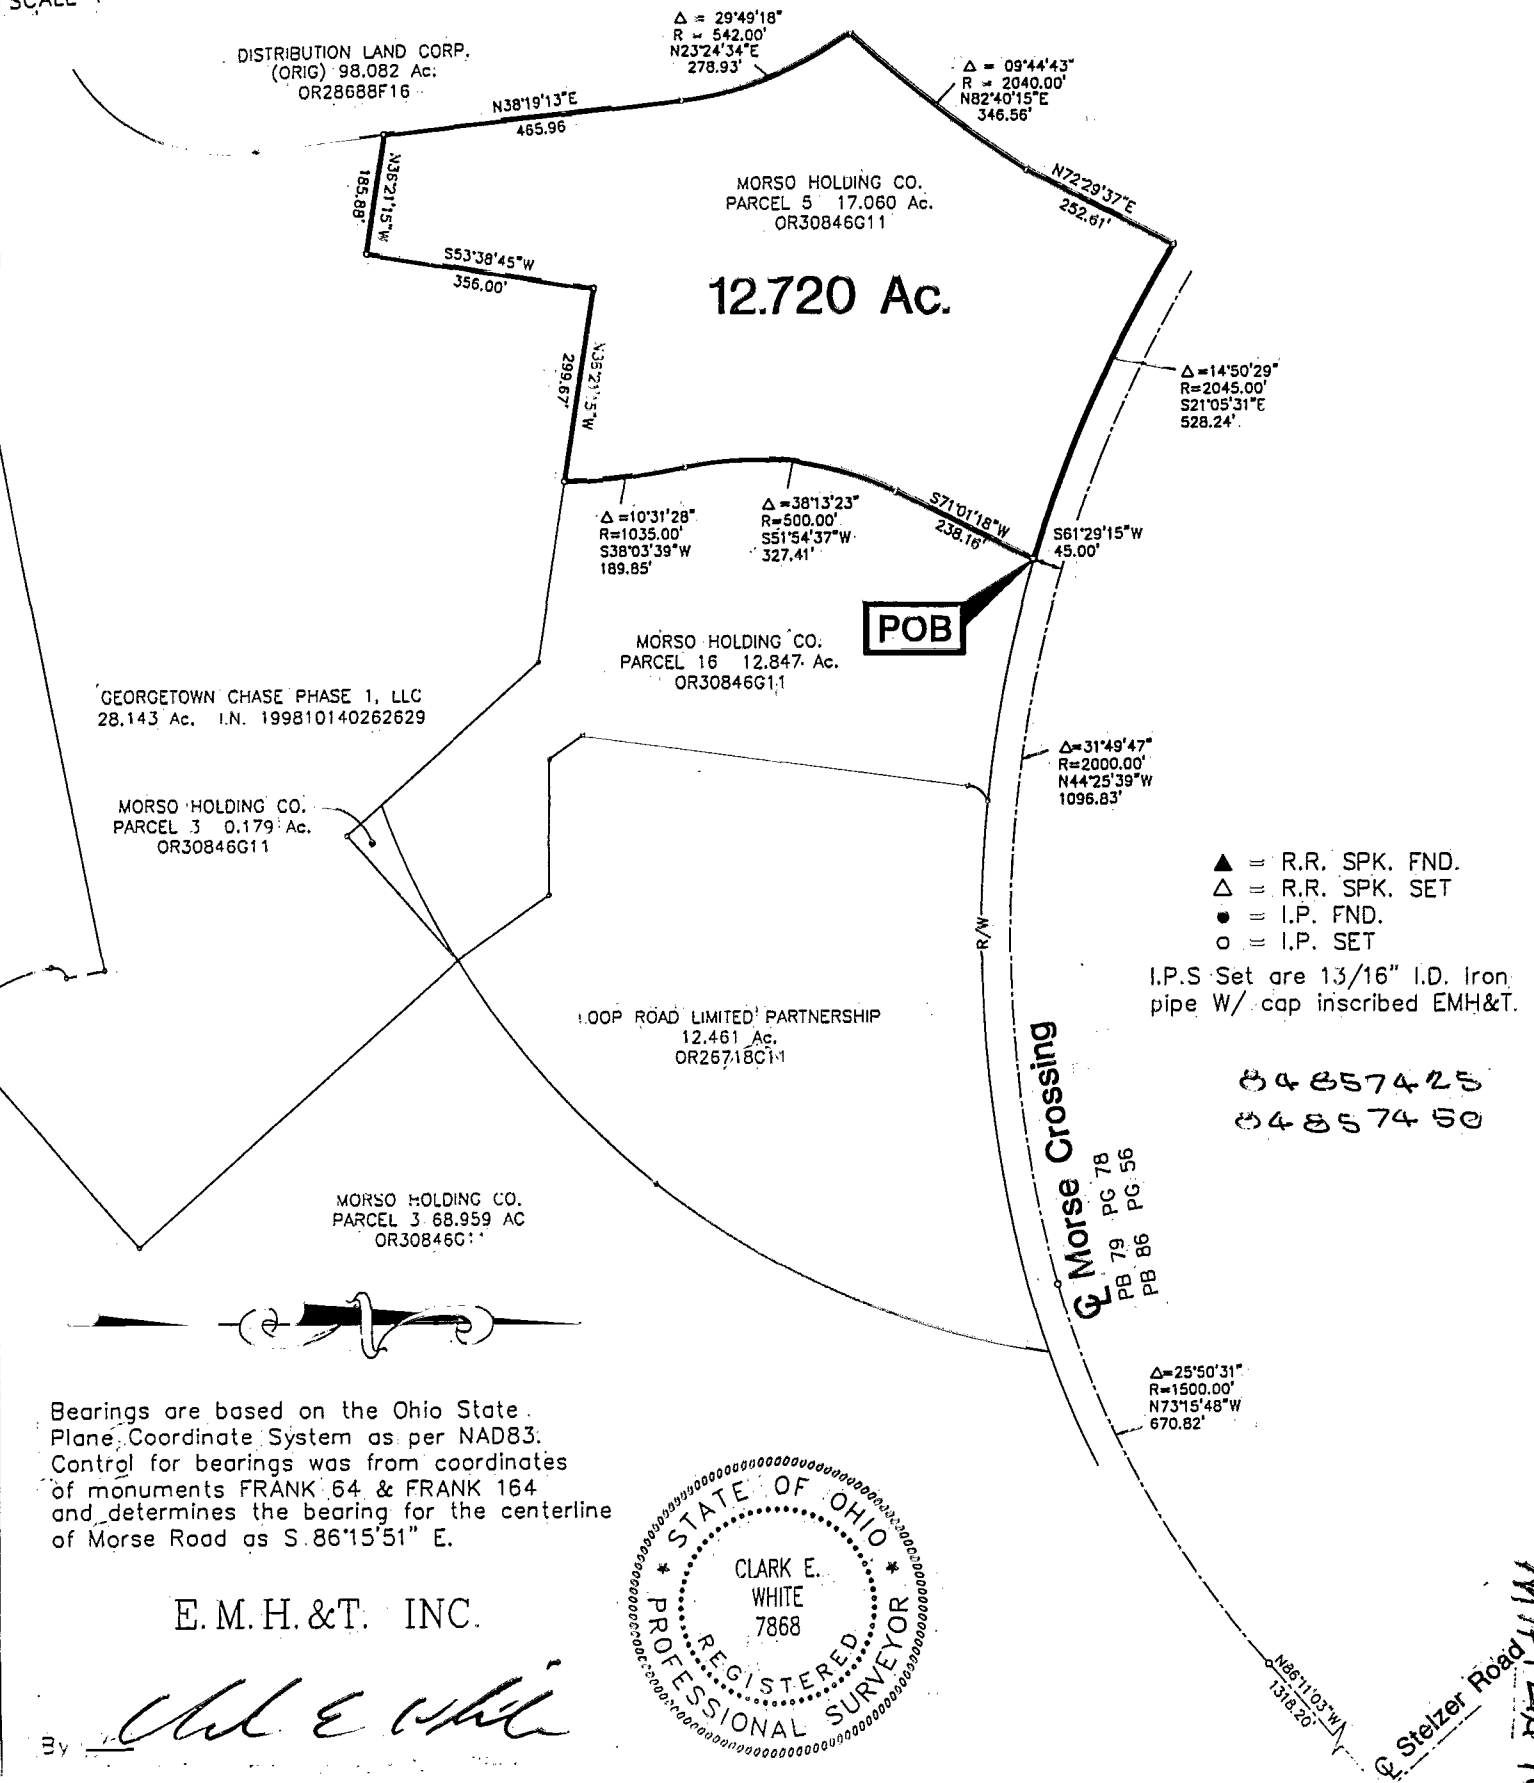 SCALE
DISTRIBUTION LAND CORP.
(ORIG) 98.082 Ac.
OR28688F16
Δ = 29°49'18"
R = 542.00'
N23°24'34"E
278.93'
Δ = 09°44'43"
R = 2040.00'
N82°40'15"E
346.56'
N38°19'13"E
465.96
N36°21'15"W
185.88'
S53°38'45"W
356.00'
MORSO HOLDING CO.
PARCEL 5 17.060 Ac.
OR30846G11
12.720 Ac.
N72°29'37"E
252.61'
N36°21'15"W
299.67'
Δ=14°50'29"
R=2045.00'
S21°05'31"E
528.24'
Δ=10°31'28"
R=1035.00'
S38°03'39"W
189.85'
Δ=38°13'23"
R=500.00'
S51°54'37"W
327.41'
S71°01'18"W
238.16'
S61°29'15"W
45.00'
POB
MORSO HOLDING CO.
PARCEL 16 12.847 Ac.
OR30846G11
GEORGETOWN CHASE PHASE 1, LLC
28.143 Ac. I.N. 199810140262629
Δ=31°49'47"
R=2000.00'
N44°25'39"W
1096.83'
MORSO HOLDING CO.
PARCEL 3 0.179 Ac.
OR30846G11
▲ = R.R. SPK. FND.
△ = R.R. SPK. SET
● = I.P. FND.
○ = I.P. SET
I.P.S Set are 13/16" I.D. Iron
pipe W/ cap inscribed EMH&T.
R/W
LOOP ROAD LIMITED PARTNERSHIP
12.461 Ac.
OR26718C11
84857425
84857450
℄ Morse Crossing
PB 79 PG 78
PB 86 PG 56
MORSO HOLDING CO.
PARCEL 3 68.959 AC
OR30846G11
Δ=25°50'31"
R=1500.00'
N73°15'48"W
670.82'
Bearings are based on the Ohio State
Plane Coordinate System as per NAD83.
Control for bearings was from coordinates
of monuments FRANK 64 & FRANK 164
and determines the bearing for the centerline
of Morse Road as S 86°15'51" E.
E.M.H.&T. INC.
By Clark E White
STATE OF OHIO
CLARK E.
WHITE
7868
REGISTERED
PROFESSIONAL SURVEYOR
N86°11'03"W
1318.20'
℄ Stelzer Road